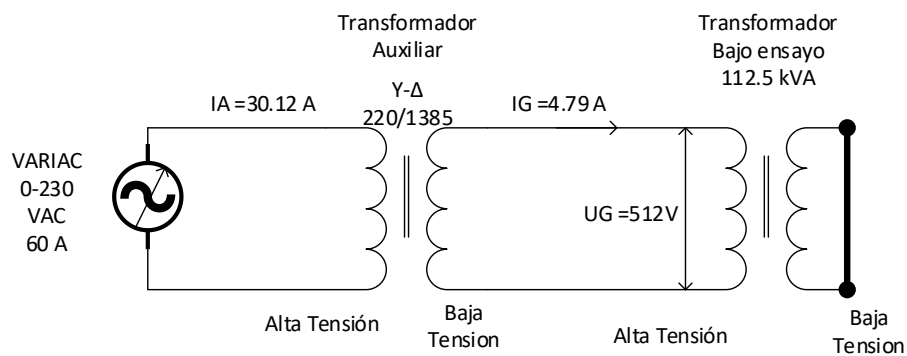 Transformador
Auxiliar
Transformador
Bajo ensayo
112.5 kVA
Y-Δ
220/1385
IA =30.12 A
IG =4.79 A
VARIAC
0-230
VAC
60 A
UG =512V
Alta Tensión
Baja
Tension
Alta Tensión
Baja
Tension